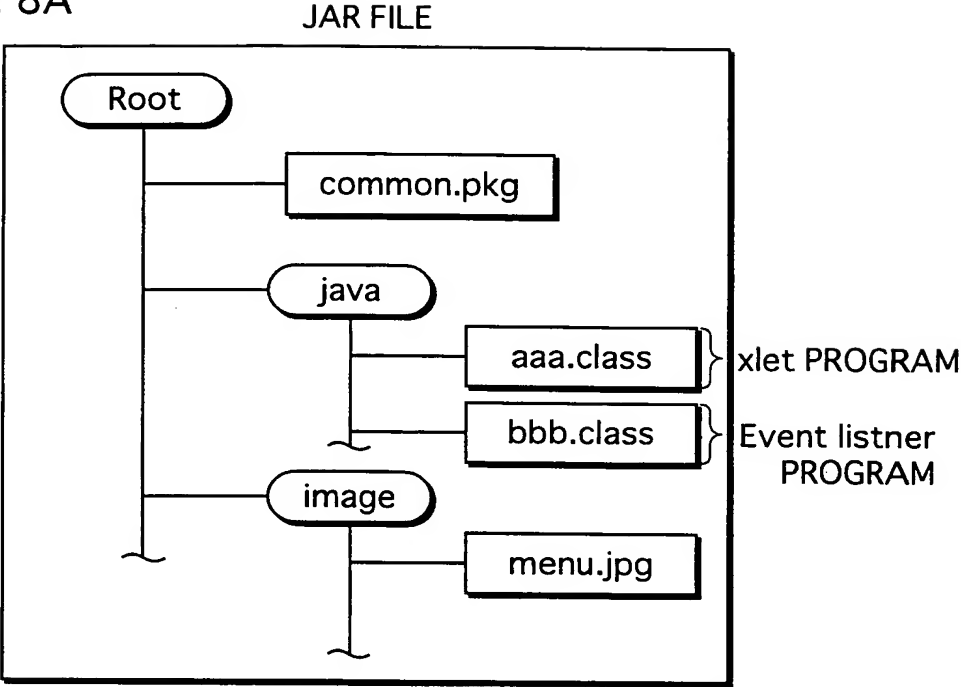 8A
JAR FILE
Root
common.pkg
java
aaa.class
xlet PROGRAM
bbb.class
Event listner
PROGRAM
image
menu.jpg